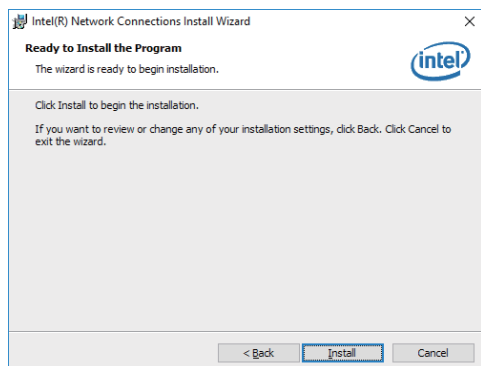 Intel(R) Network Connections Install Wizard
Ready to Install the Program
The wizard is ready to begin installation.
intel
Click Install to begin the installation.
If you want to review or change any of your installation settings, click Back. Click Cancel to
exit the wizard.
< Back
Install
Cancel